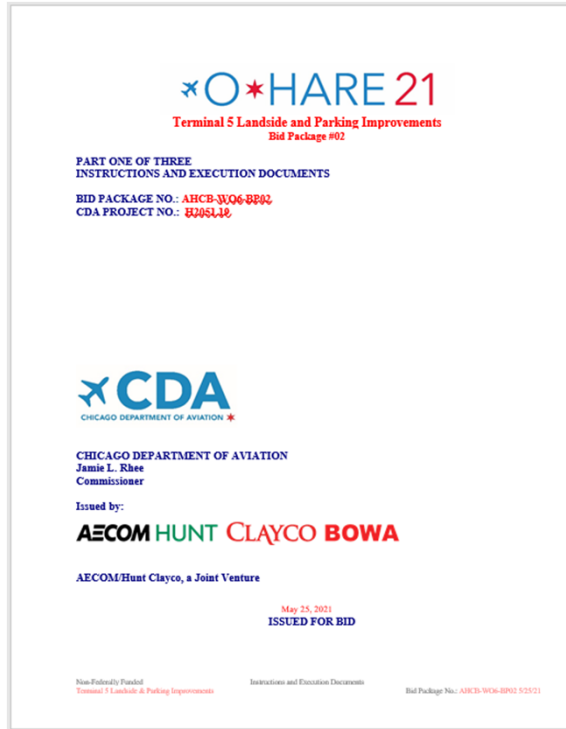 O*HARE 21
Terminal 5 Landside and Parking Improvements
Bid Package #02
PART ONE OF THREE
INSTRUCTIONS AND EXECUTION DOCUMENTS
BID PACKAGE NO.: AHCB-WO6-BP02
CDA PROJECT NO.: H2051.19
CDA
CHICAGO DEPARTMENT OF AVIATION
CHICAGO DEPARTMENT OF AVIATION
Jamie L. Rhee
Commissioner
Issued by:
AECOM HUNT CLAYCO BOWA
AECOM/Hunt Clayco, a Joint Venture
May 25, 2021
ISSUED FOR BID
Non-Federally Funded Instructions and Execution Documents
Terminal 5 Landside & Parking Improvements Bid Package No.: AHCB-WO6-BP02 5/25/21